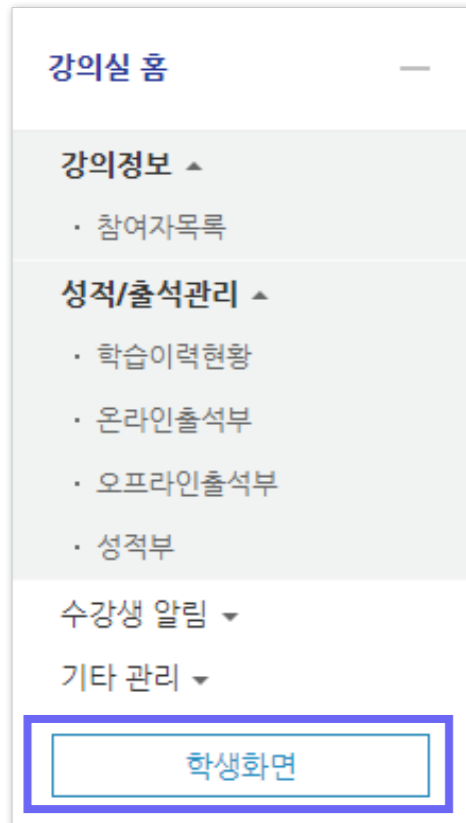 강의실 홈
강의정보
· 참여자목록
성적/출석관리
· 학습이력현황
· 온라인출석부
· 오프라인출석부
· 성적부
수강생 알림
기타 관리
학생화면